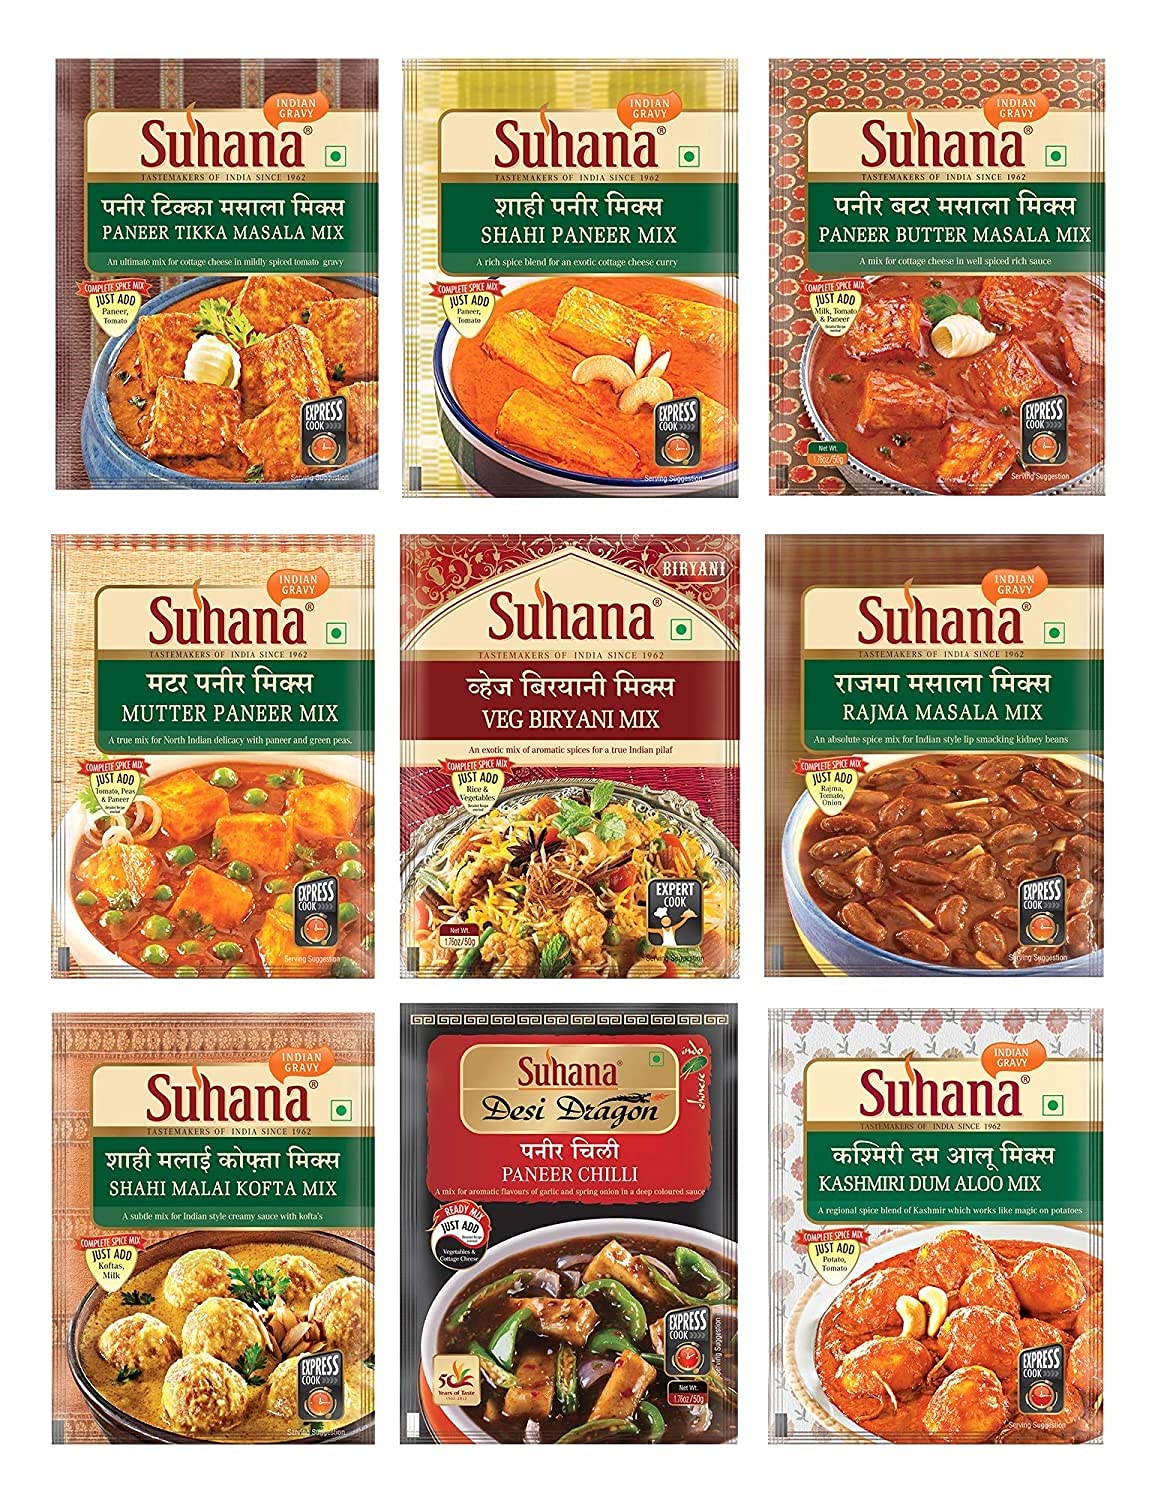 INDIAN
GRAVY
Suhana®
TASTEMAKERS OF INDIA SINCE 1962
पनीर टिक्का मसाला मिक्स
PANEER TIKKA MASALA MIX
An ultimate mix for cottage cheese in mildly spiced tomato gravy
COMPLETE SPICE MIX
JUST ADD
Paneer,
Tomato
EXPRESS
COOK
Serving Suggestion
INDIAN
GRAVY
Suhana®
TASTEMAKERS OF INDIA SINCE 1962
शाही पनीर मिक्स
SHAHI PANEER MIX
A rich spice blend for an exotic cottage cheese curry
COMPLETE SPICE MIX
JUST ADD
Paneer,
Tomato
EXPRESS
COOK
Serving Suggestion
INDIAN
GRAVY
Suhana®
TASTEMAKERS OF INDIA SINCE 1962
पनीर बटर मसाला मिक्स
PANEER BUTTER MASALA MIX
A mix for cottage cheese in well spiced rich sauce
COMPLETE SPICE MIX
JUST ADD
Milk, Tomato
& Paneer
EXPRESS
COOK
Net Wt.
1.76oz/50g
Serving Suggestion
INDIAN
GRAVY
Suhana®
TASTEMAKERS OF INDIA SINCE 1962
मटर पनीर मिक्स
MUTTER PANEER MIX
A true mix for North Indian delicacy with paneer and green peas.
COMPLETE SPICE MIX
JUST ADD
Tomato, Peas
& Paneer
EXPRESS
COOK
Serving Suggestion
BIRYANI
Suhana®
TASTEMAKERS OF INDIA SINCE 1962
व्हेज बिरयानी मिक्स
VEG BIRYANI MIX
An exotic mix of aromatic spices for a true Indian pilaf
COMPLETE SPICE MIX
JUST ADD
Rice &
Vegetables
EXPERT
COOK
Net Wt.
1.76oz/50g
Serving Suggestion
INDIAN
GRAVY
Suhana®
TASTEMAKERS OF INDIA SINCE 1962
राजमा मसाला मिक्स
RAJMA MASALA MIX
An absolute spice mix for Indian style lip smacking kidney beans
COMPLETE SPICE MIX
JUST ADD
Rajma,
Tomato,
Onion
EXPRESS
COOK
Serving Suggestion
INDIAN
GRAVY
Suhana®
TASTEMAKERS OF INDIA SINCE 1962
शाही मलाई कोफ़्ता मिक्स
SHAHI MALAI KOFTA MIX
A subtle mix for Indian style creamy sauce with kofta's
COMPLETE SPICE MIX
JUST ADD
Koftas,
Milk
EXPRESS
COOK
Serving Suggestion
Suhana®
Desi Dragon
indo
chinese
पनीर चिली
PANEER CHILLI
A mix for aromatic flavours of garlic and spring onion in a deep coloured sauce
READY MIX
JUST ADD
Vegetables &
Cottage Cheese
EXPRESS
COOK
Serving Suggestion
50
Years of Taste
1962-2012
Net Wt.
1.76oz/50g
INDIAN
GRAVY
Suhana®
TASTEMAKERS OF INDIA SINCE 1962
कश्मिरी दम आलू मिक्स
KASHMIRI DUM ALOO MIX
A regional spice blend of Kashmir which works like magic on potatoes
COMPLETE SPICE MIX
JUST ADD
Potato,
Tomato
EXPRESS
COOK
Serving Suggestion